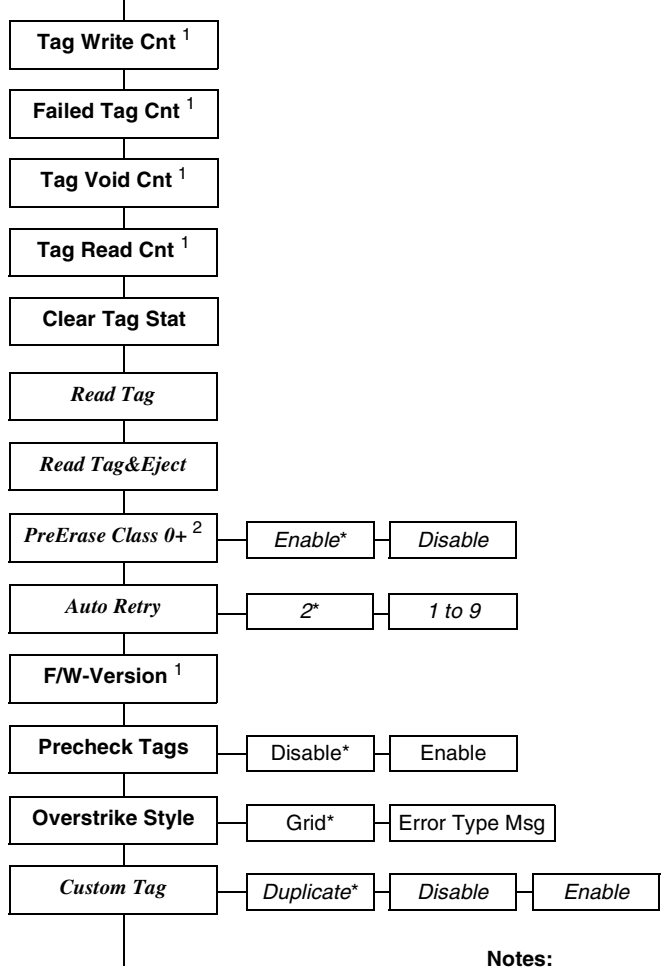 Tag Write Cnt 1
Failed Tag Cnt 1
Tag Void Cnt 1
Tag Read Cnt 1
Clear Tag Stat
Read Tag
Read Tag&Eject
PreErase Class 0+ 2 Enable* Disable
Auto Retry 2* 1 to 9
F/W-Version 1
Precheck Tags Disable* Enable
Overstrike Style Grid* Error Type Msg
Custom Tag Duplicate* Disable Enable
Notes: